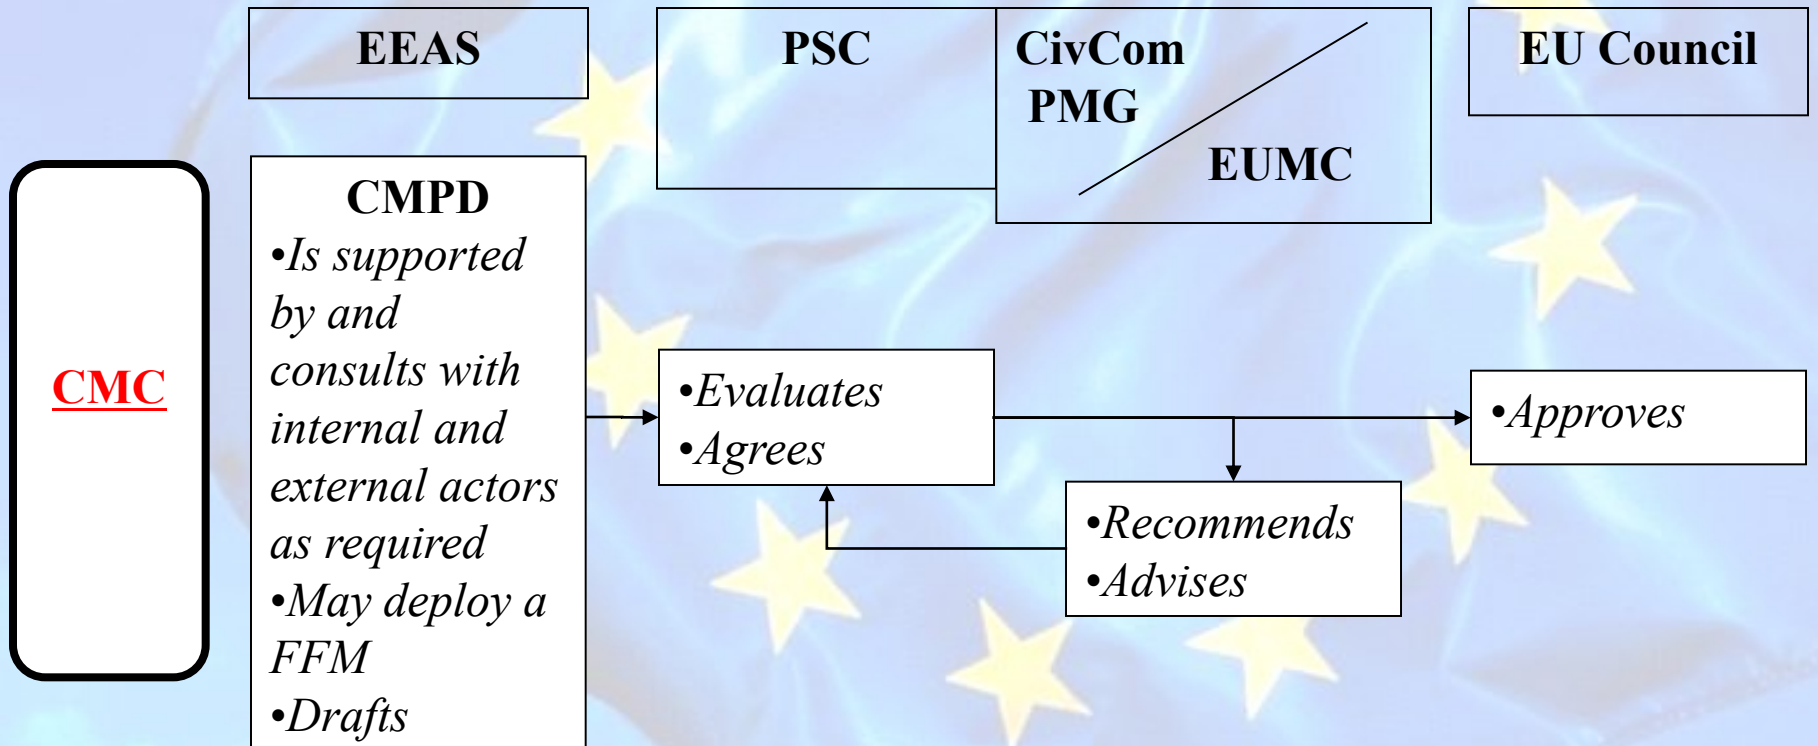 EEAS
PSC
CivCom
PMG
EUMC
EU Council
CMC
CMPD
•Is supported
by and
consults with
internal and
external actors
as required
•May deploy a
FFM
•Drafts
•Evaluates
•Agrees
•Recommends
•Advises
•Approves